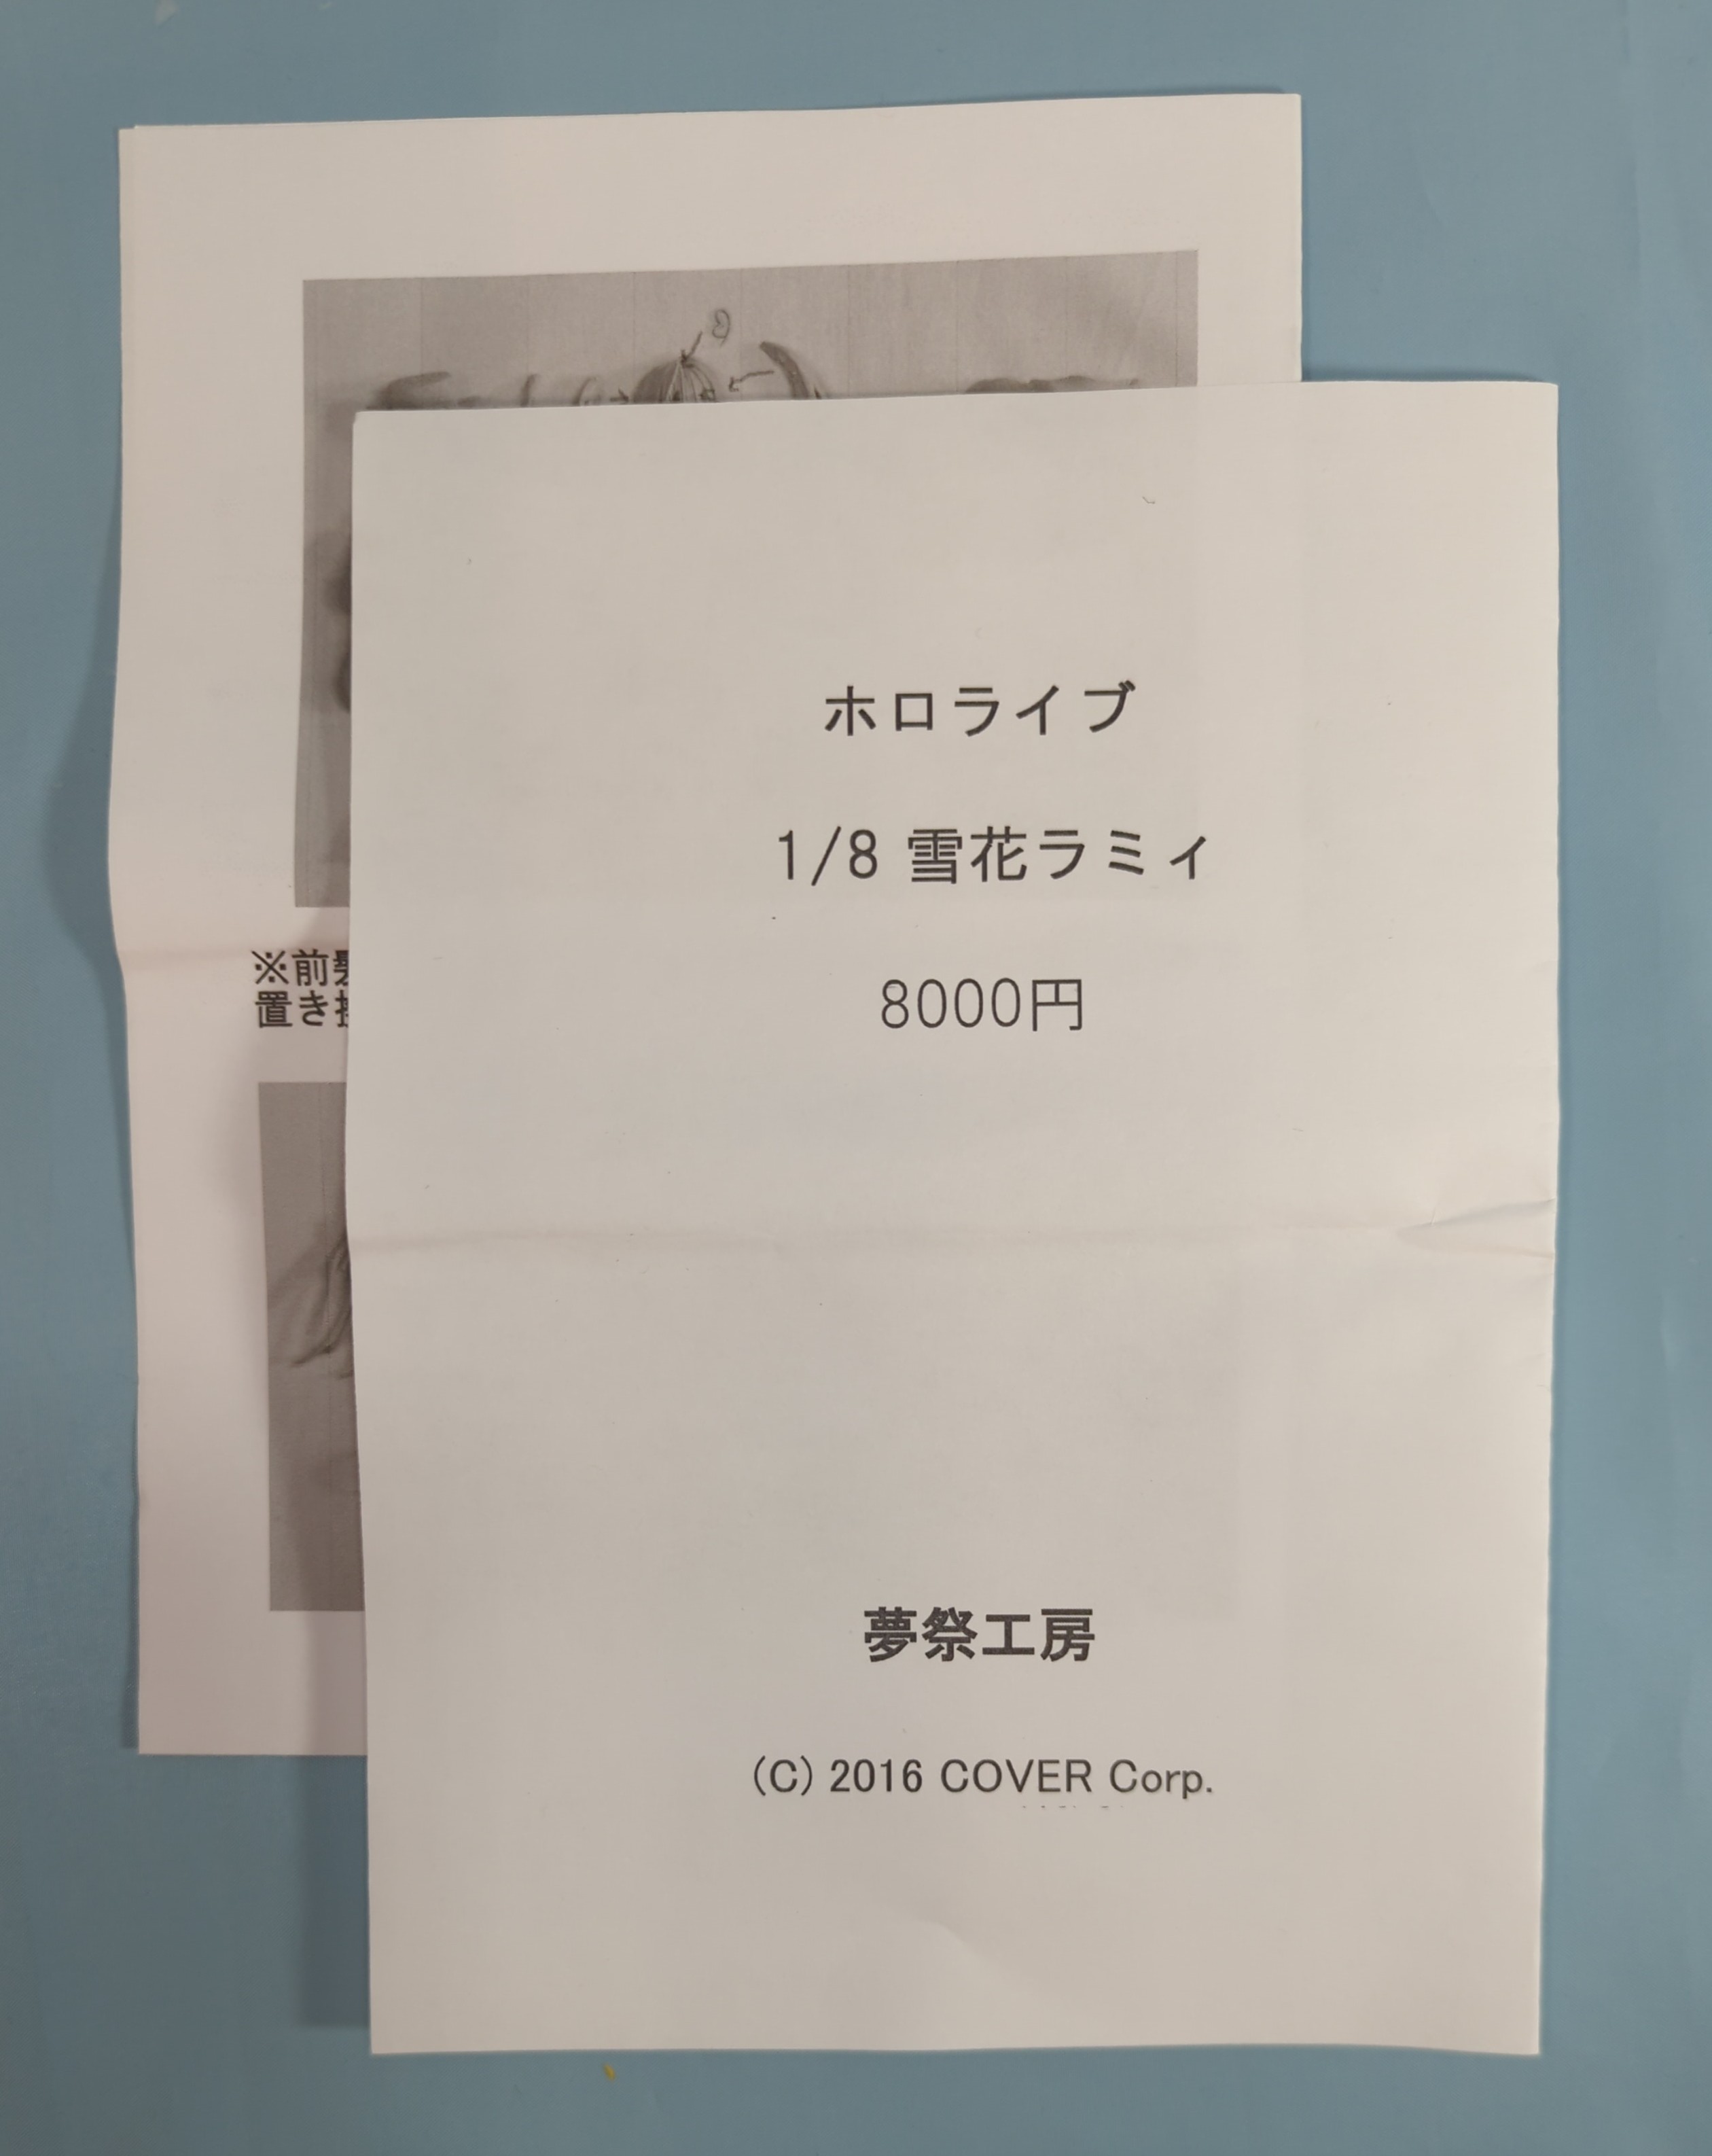 ホロライブ
1/8 雪花ラミィ
8000円
夢祭工房
(C) 2016 COVER Corp.
※前
置き